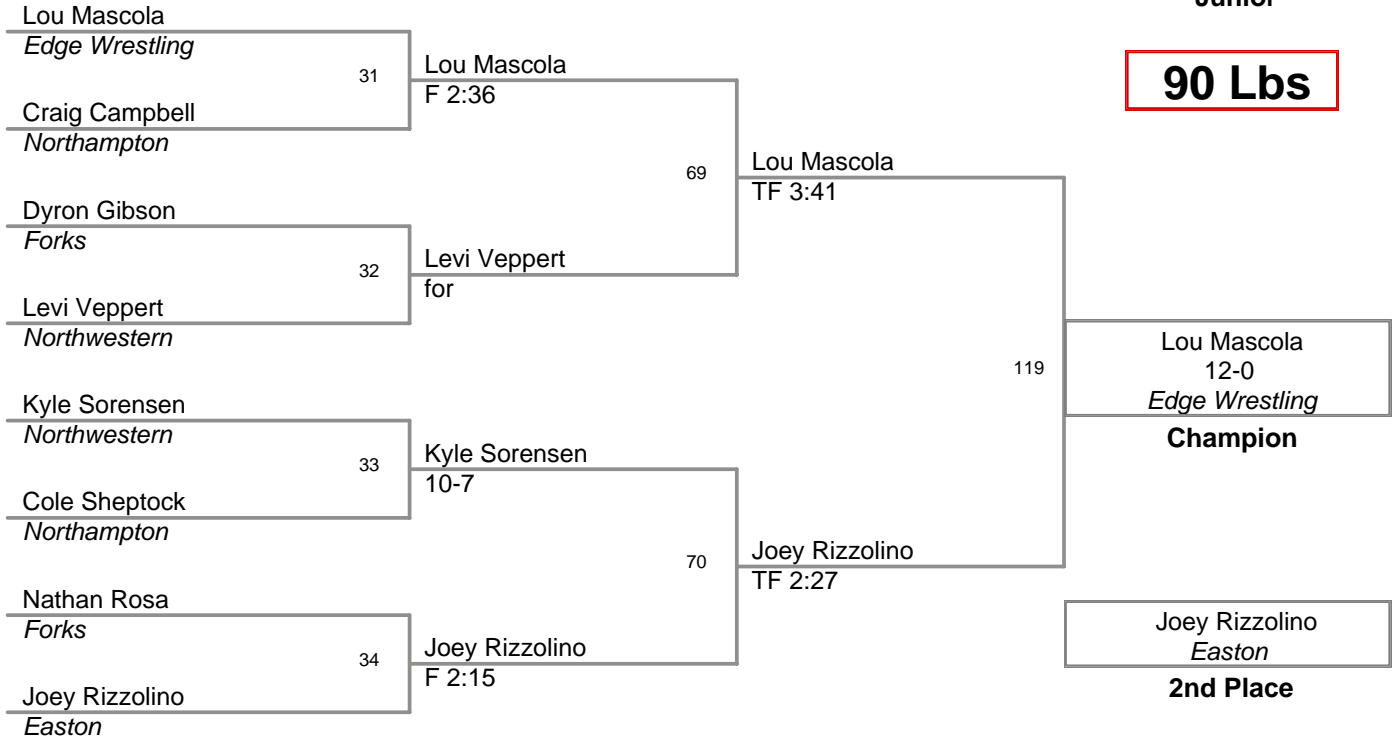 Junior
90 Lbs
Lou Mascola
Edge Wrestling
31
Craig Campbell
Northampton
Lou Mascola
F 2:36
Dyron Gibson
Forks
32
Levi Veppert
Northwestern
Levi Veppert
for
69
Lou Mascola
TF 3:41
Kyle Sorensen
Northwestern
33
Cole Sheptock
Northampton
Kyle Sorensen
10-7
Nathan Rosa
Forks
34
Joey Rizzolino
Easton
Joey Rizzolino
F 2:15
70
Joey Rizzolino
TF 2:27
119
Lou Mascola
12-0
Edge Wrestling
Champion
Joey Rizzolino
Easton
2nd Place